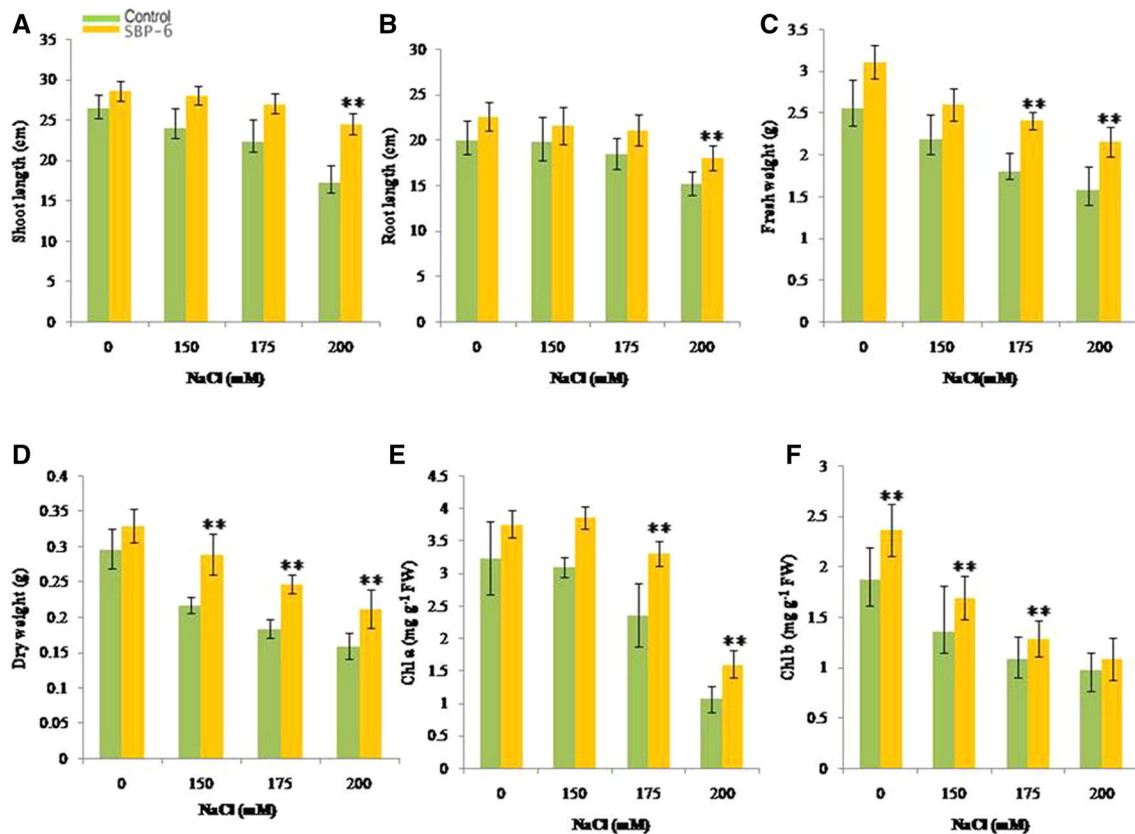 Control
SBP-6
A
Shoot length (cm)
35
30
25
20
15
10
5
0
**
0 150 175 200
NaCl (mM)
B
Root length (cm)
30
25
20
15
10
5
0
**
0 150 175 200
NaCl (mM)
C
Fresh weight (g)
3.5
3
2.5
2
1.5
1
0.5
0
** **
0 150 175 200
NaCl(mM)
D
Dry weight (g)
0.4
0.35
0.3
0.25
0.2
0.15
0.1
0.05
0
** ** **
0 150 175 200
NaCl (mM)
E
Chl a (mg g-1 FW)
4.5
4
3.5
3
2.5
2
1.5
1
0.5
0
** **
0 150 175 200
NaCl (mM)
F
Chl b (mg g-1 FW)
3
2.5
2
1.5
1
0.5
0
** ** **
0 150 175 200
NaCl (mM)